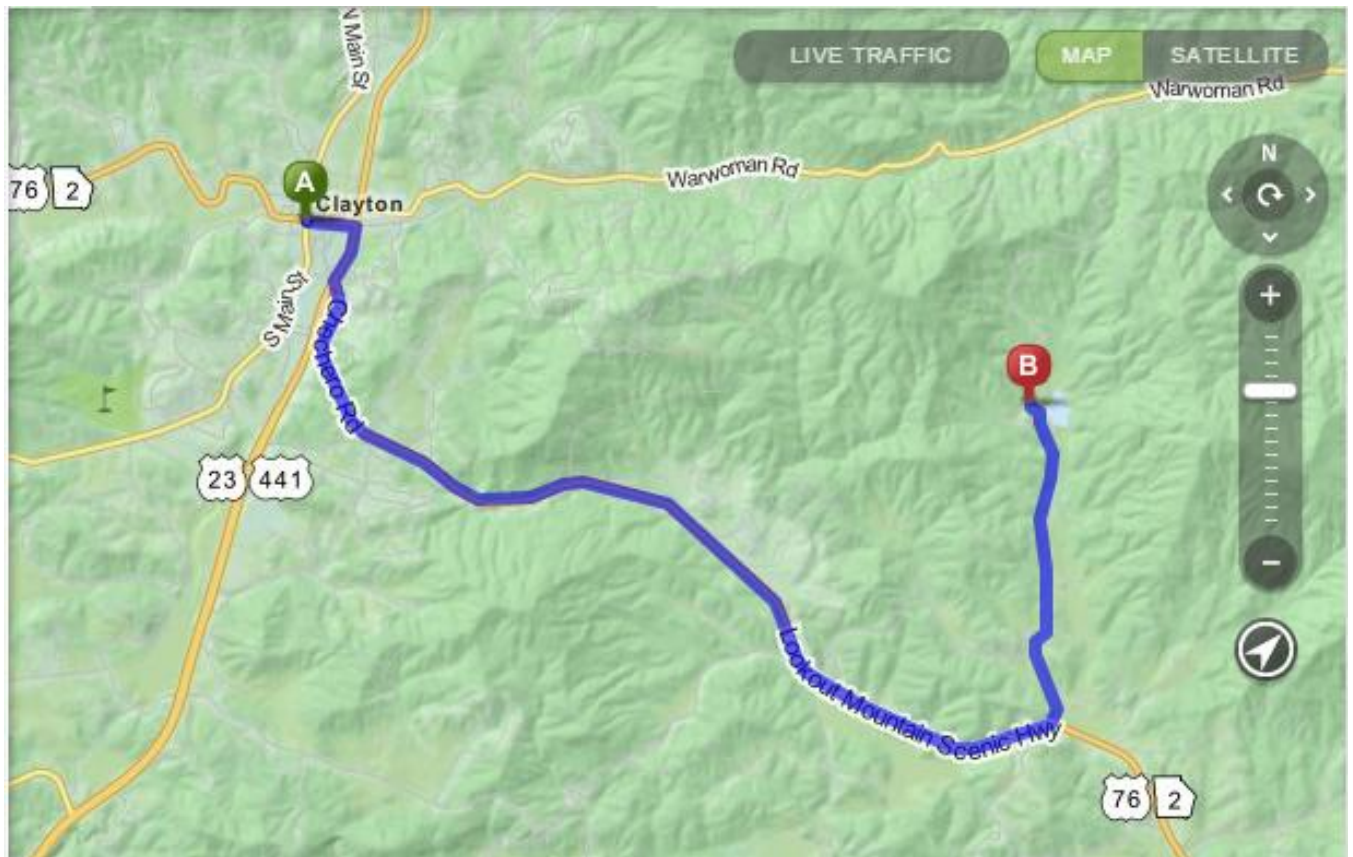 N Main St
LIVE TRAFFIC
MAP
SATELLITE
Warwoman Rd
N
76
2
A
Clayton
Warwoman Rd
S Main St
+
Chechero Rd
B
23
441
−
Lookout Mountain Scenic Hwy
76
2